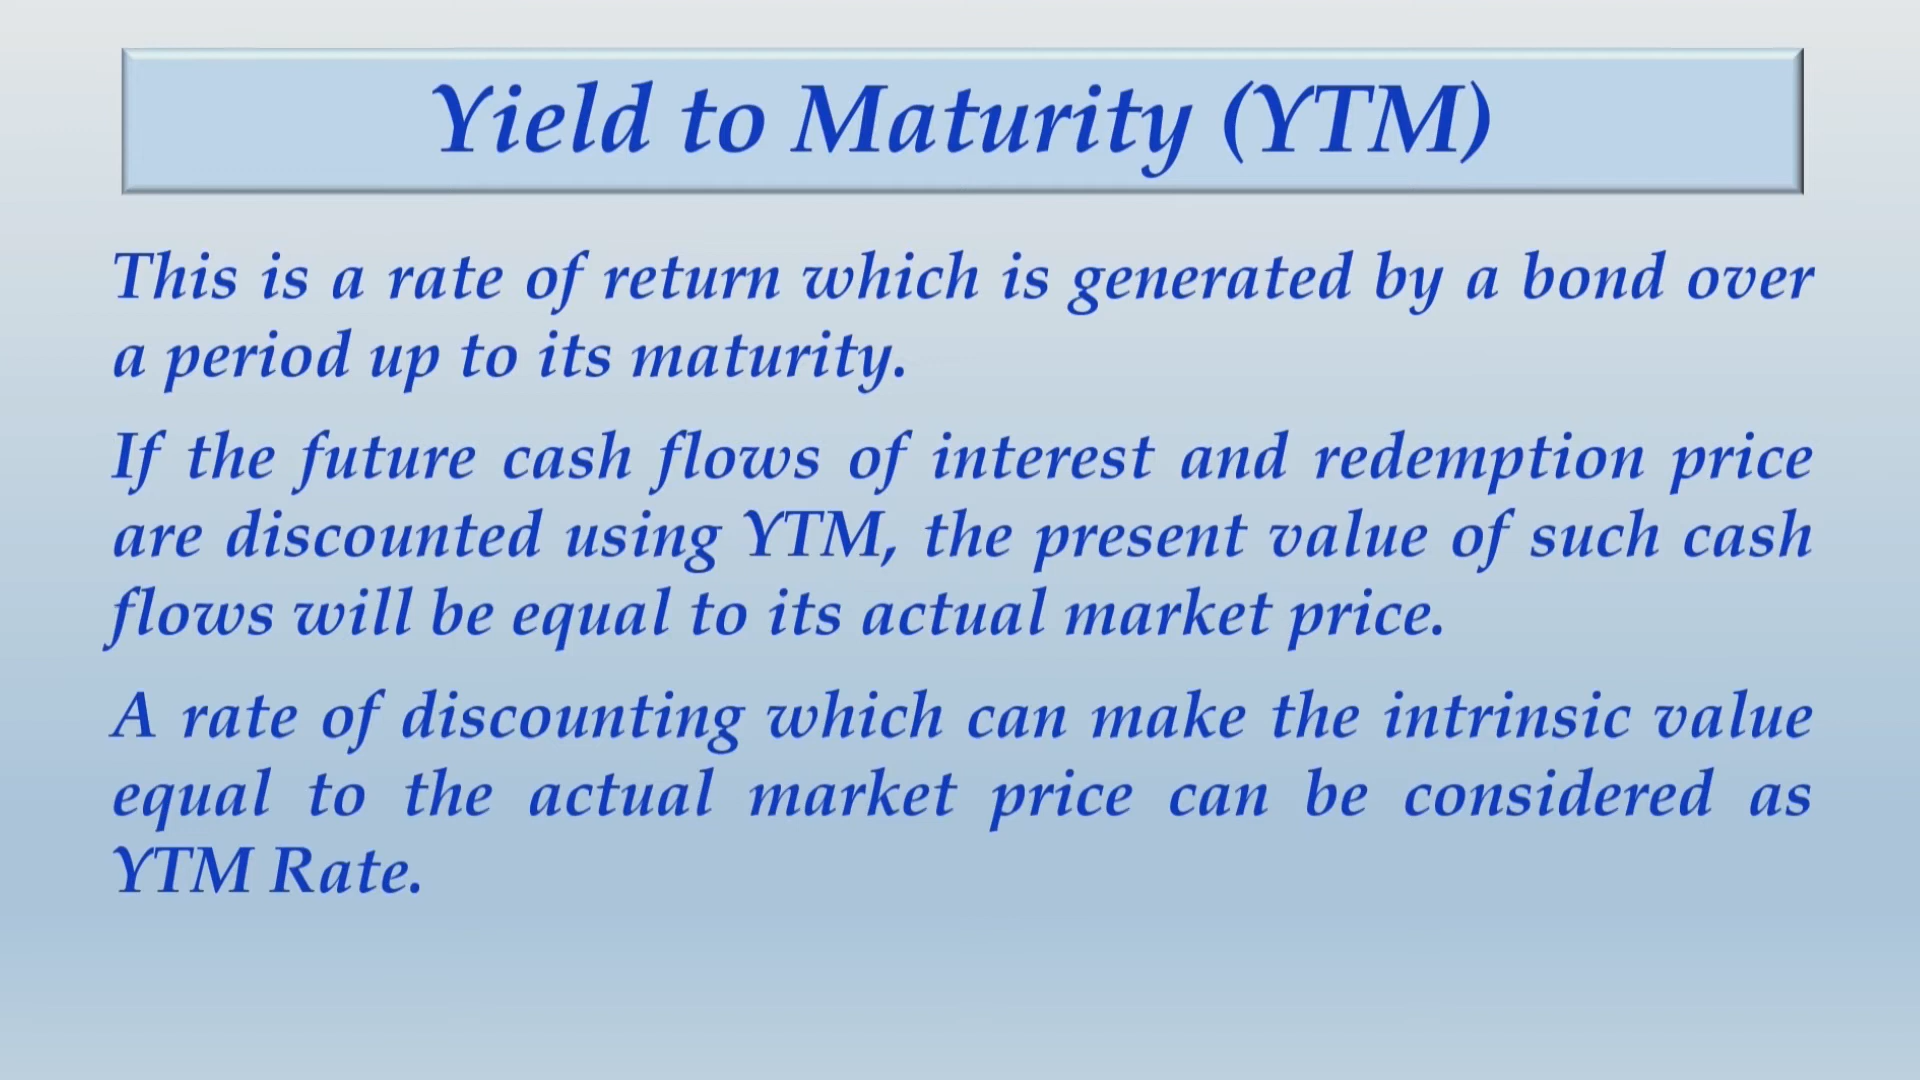 Yield to Maturity (YTM)
This is a rate of return which is generated by a bond over
a period up to its maturity.
If the future cash flows of interest and redemption price
are discounted using YTM, the present value of such cash
flows will be equal to its actual market price.
A rate of discounting which can make the intrinsic value
equal to the actual market price can be considered as
YTM Rate.